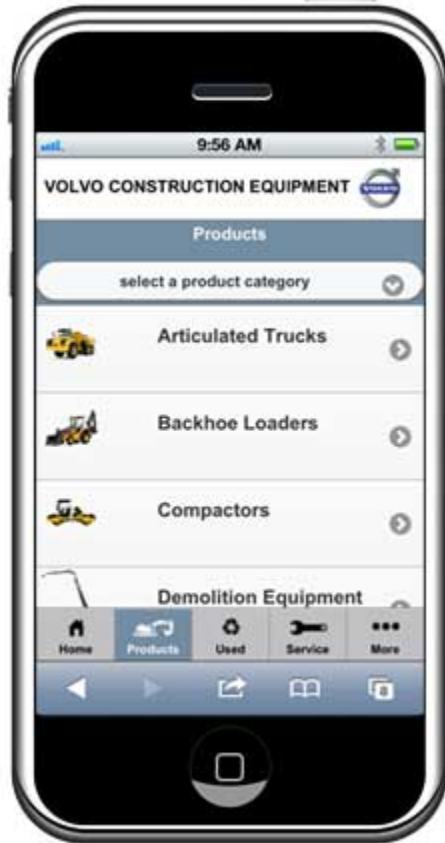 9:56 AM
VOLVO CONSTRUCTION EQUIPMENT
Products
select a product category
Articulated Trucks
Backhoe Loaders
Compactors
Demolition Equipment
Home Products Used Service More